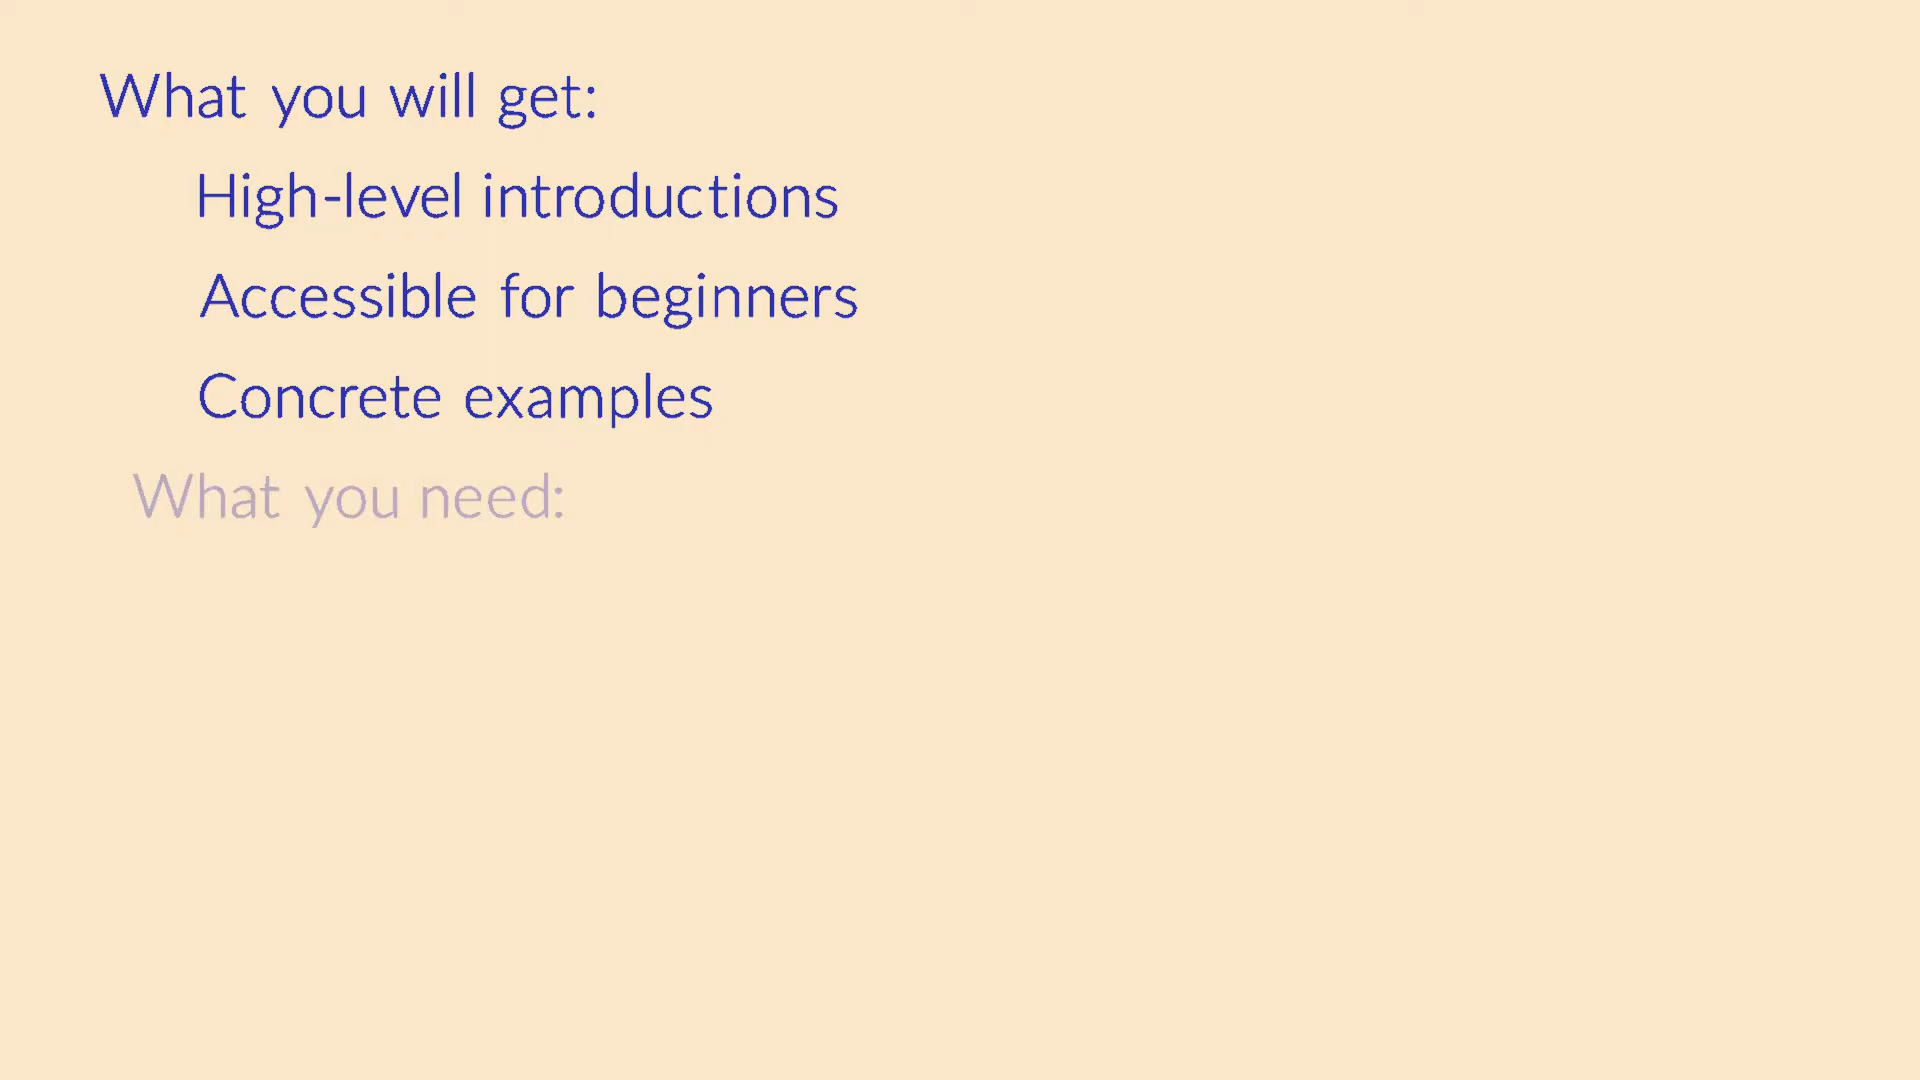 What you will get:
High-level introductions
Accessible for beginners
Concrete examples
What you need: